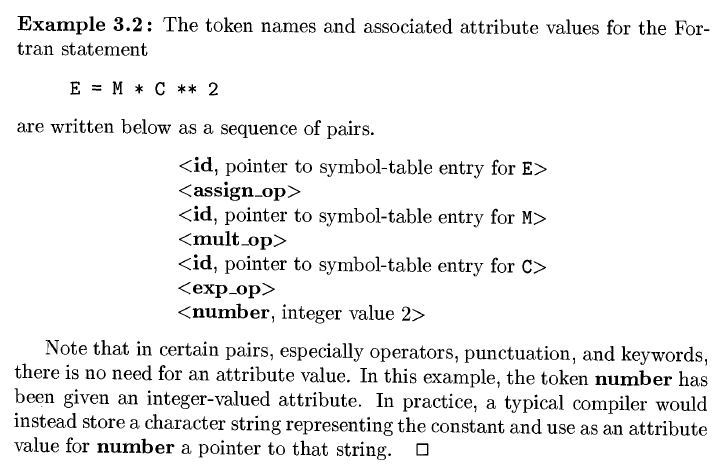 Example 3.2: The token names and associated attribute values for the For-
tran statement
E = M * C ** 2
are written below as a sequence of pairs.
<id, pointer to symbol-table entry for E>
<assign_op>
<id, pointer to symbol-table entry for M>
<mult_op>
<id, pointer to symbol-table entry for C>
<exp_op>
<number, integer value 2>
Note that in certain pairs, especially operators, punctuation, and keywords,
there is no need for an attribute value. In this example, the token number has
been given an integer-valued attribute. In practice, a typical compiler would
instead store a character string representing the constant and use as an attribute
value for number a pointer to that string. □